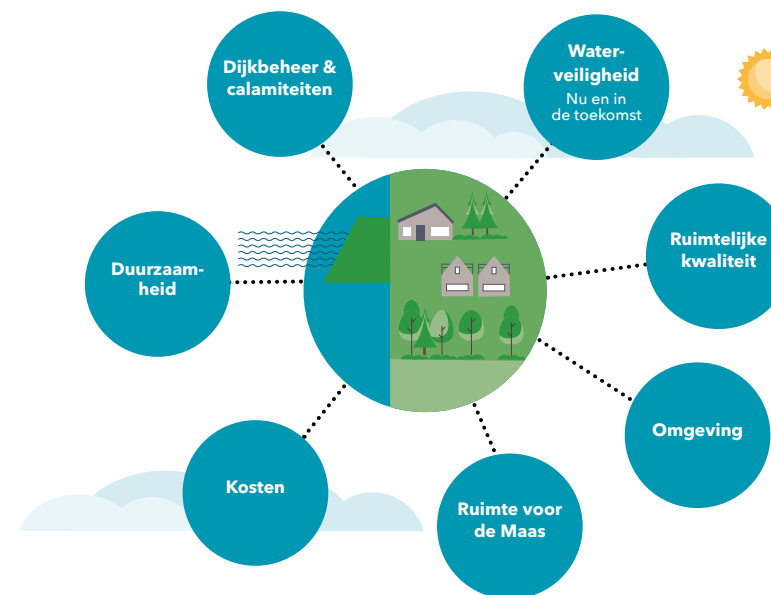 Dijkbeheer &
calamiteiten
Water-
veiligheid
Nu en in
de toekomst
Ruimtelijke
kwaliteit
Duurzaam-
heid
Omgeving
Kosten
Ruimte voor
de Maas